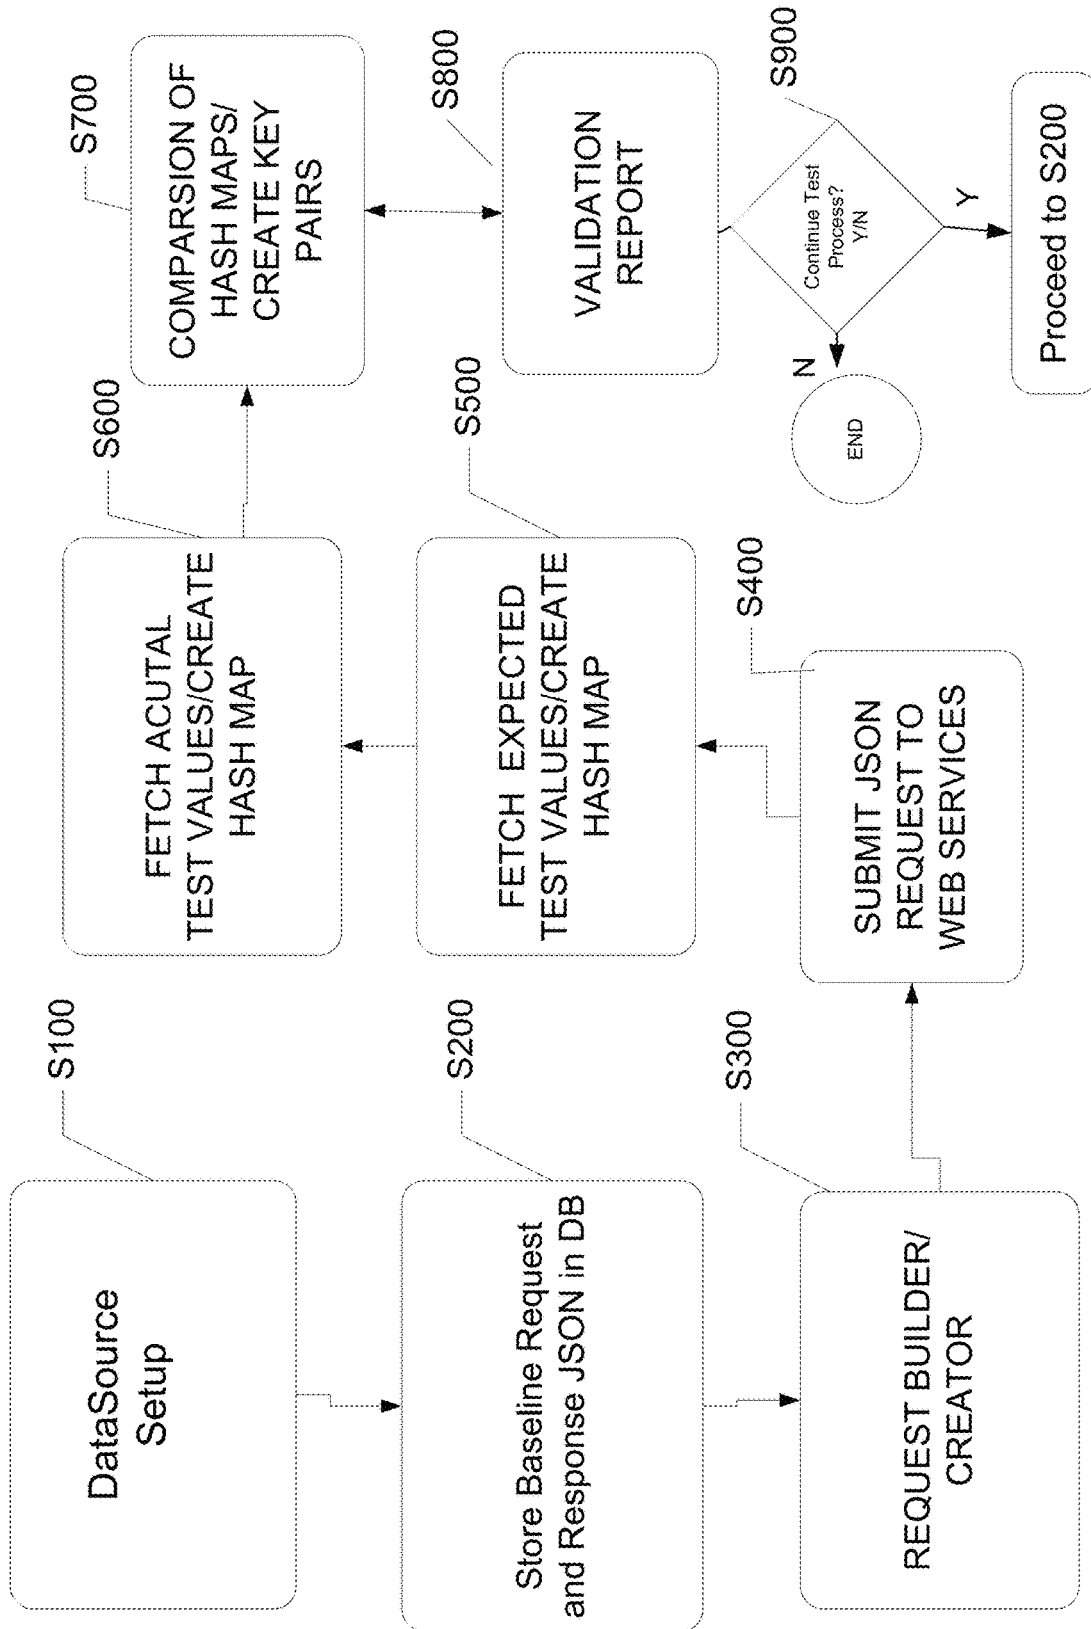 S100
DataSource
Setup
S200
Store Baseline Request
and Response JSON in DB
S300
REQUEST BUILDER/
CREATOR
S400
SUBMIT JSON
REQUEST TO
WEB SERVICES
S500
FETCH EXPECTED
TEST VALUES/CREATE
HASH MAP
S600
FETCH ACUTAL
TEST VALUES/CREATE
HASH MAP
S700
COMPARSION OF
HASH MAPS/
CREATE KEY
PAIRS
S800
VALIDATION
REPORT
S900
Continue Test
Process?
Y/N
N
END
Y
Proceed to S200